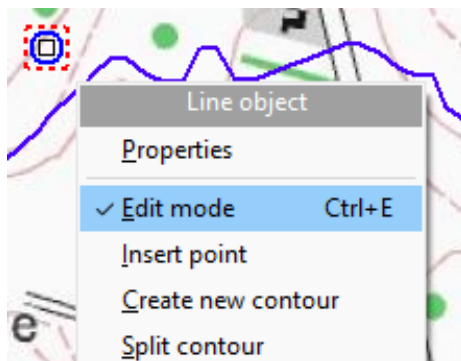 Line object
Properties
Edit mode Ctrl+E
Insert point
Create new contour
e
Split contour